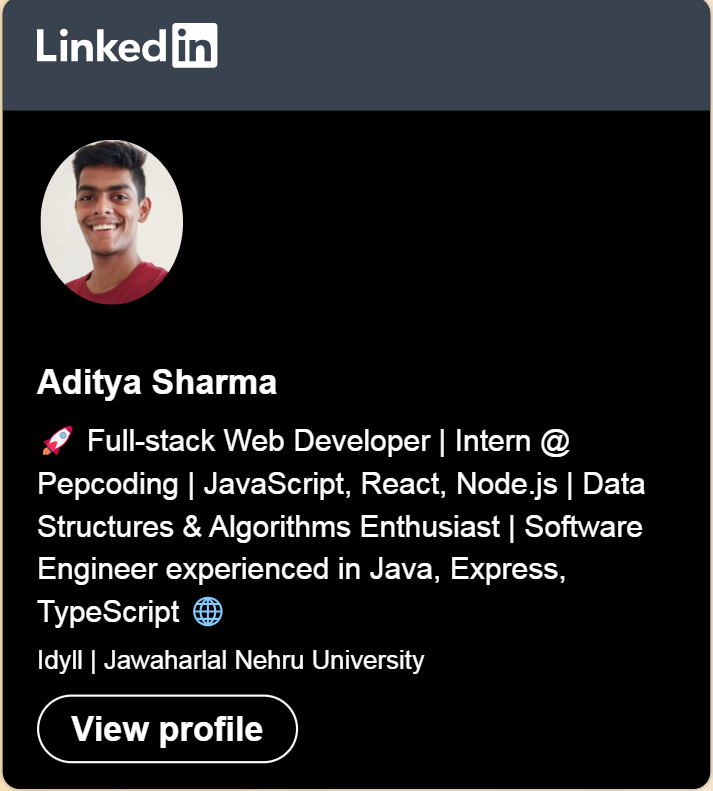 Linkedin
Aditya Sharma
🚀 Full-stack Web Developer | Intern @
Pepcoding | JavaScript, React, Node.js | Data
Structures & Algorithms Enthusiast | Software
Engineer experienced in Java, Express,
TypeScript 🌐
Idyll | Jawaharlal Nehru University
View profile